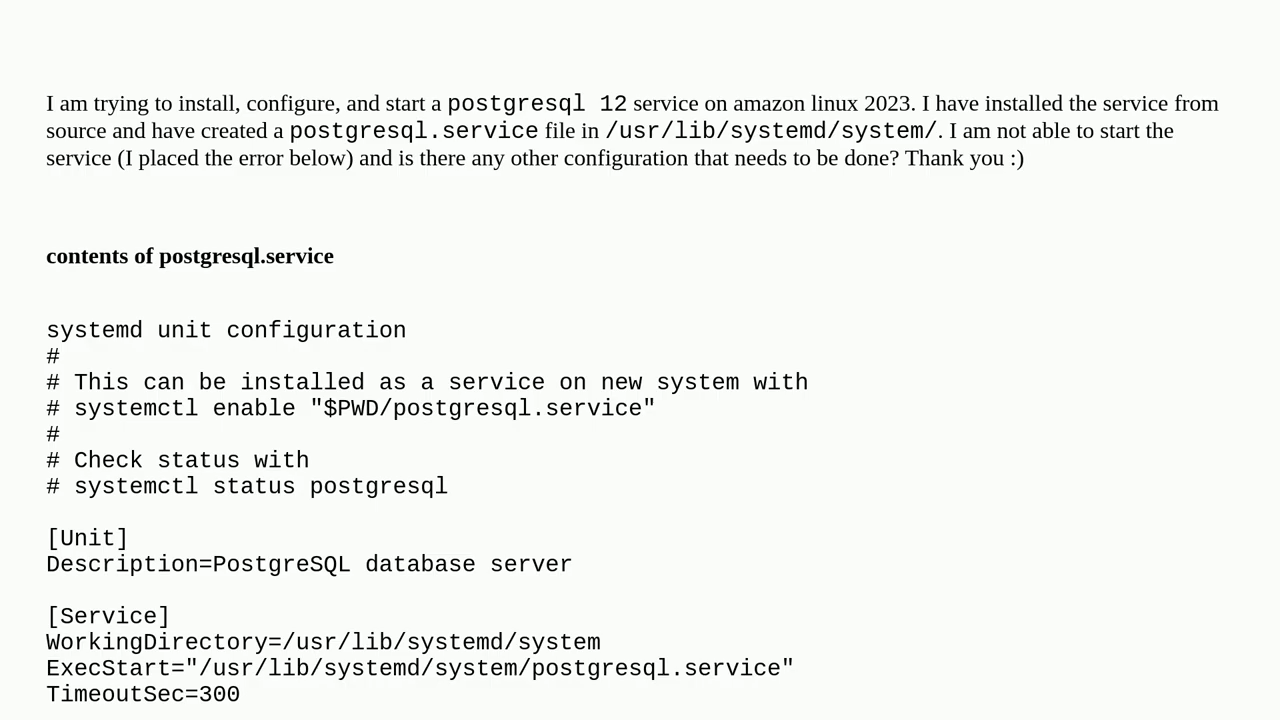 I am trying to install, configure, and start a postgresql 12 service on amazon linux 2023. I have installed the service from
source and have created a postgresql.service file in /usr/lib/systemd/system/. I am not able to start the
service (I placed the error below) and is there any other configuration that needs to be done? Thank you :)
contents of postgresql.service
systemd unit configuration
#
# This can be installed as a service on new system with
# systemctl enable "$PWD/postgresql.service"
#
# Check status with
# systemctl status postgresql
[Unit]
Description=PostgreSQL database server
[Service]
WorkingDirectory=/usr/lib/systemd/system
ExecStart="/usr/lib/systemd/system/postgresql.service"
TimeoutSec=300